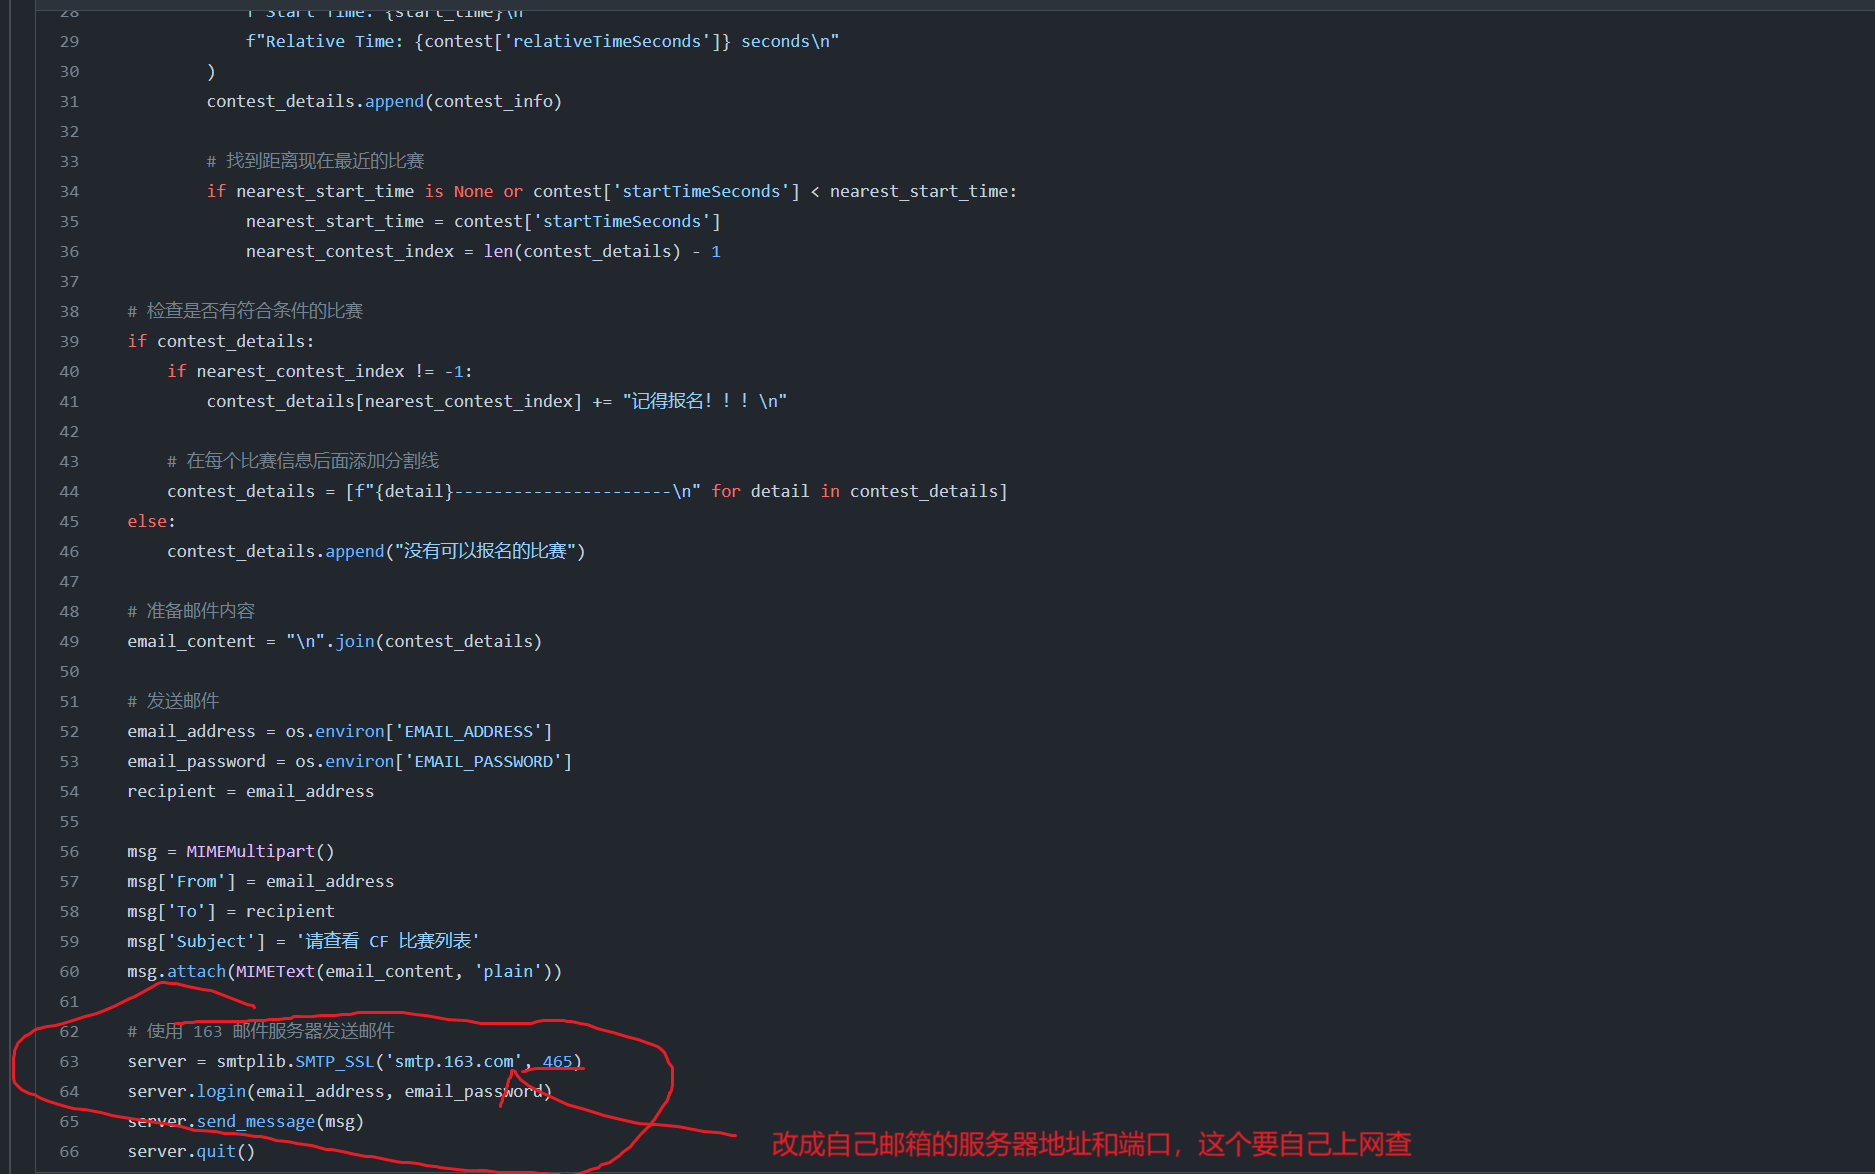 28 f"Start Time: {start_time}\n"
29 f"Relative Time: {contest['relativeTimeSeconds']} seconds\n"
30 )
31 contest_details.append(contest_info)
32
33 # 找到距离现在最近的比赛
34 if nearest_start_time is None or contest['startTimeSeconds'] < nearest_start_time:
35 nearest_start_time = contest['startTimeSeconds']
36 nearest_contest_index = len(contest_details) - 1
37
38 # 检查是否有符合条件的比赛
39 if contest_details:
40 if nearest_contest_index != -1:
41 contest_details[nearest_contest_index] += "记得报名！！！\n"
42
43 # 在每个比赛信息后面添加分割线
44 contest_details = [f"{detail}----------------------\n" for detail in contest_details]
45 else:
46 contest_details.append("没有可以报名的比赛")
47
48 # 准备邮件内容
49 email_content = "\n".join(contest_details)
50
51 # 发送邮件
52 email_address = os.environ['EMAIL_ADDRESS']
53 email_password = os.environ['EMAIL_PASSWORD']
54 recipient = email_address
55
56 msg = MIMEMultipart()
57 msg['From'] = email_address
58 msg['To'] = recipient
59 msg['Subject'] = '请查看 CF 比赛列表'
60 msg.attach(MIMEText(email_content, 'plain'))
61
62 # 使用 163 邮件服务器发送邮件
63 server = smtplib.SMTP_SSL('smtp.163.com', 465)
64 server.login(email_address, email_password)
65 server.send_message(msg)
改成自己邮箱的服务器地址和端口，这个要自己上网查
66 server.quit()